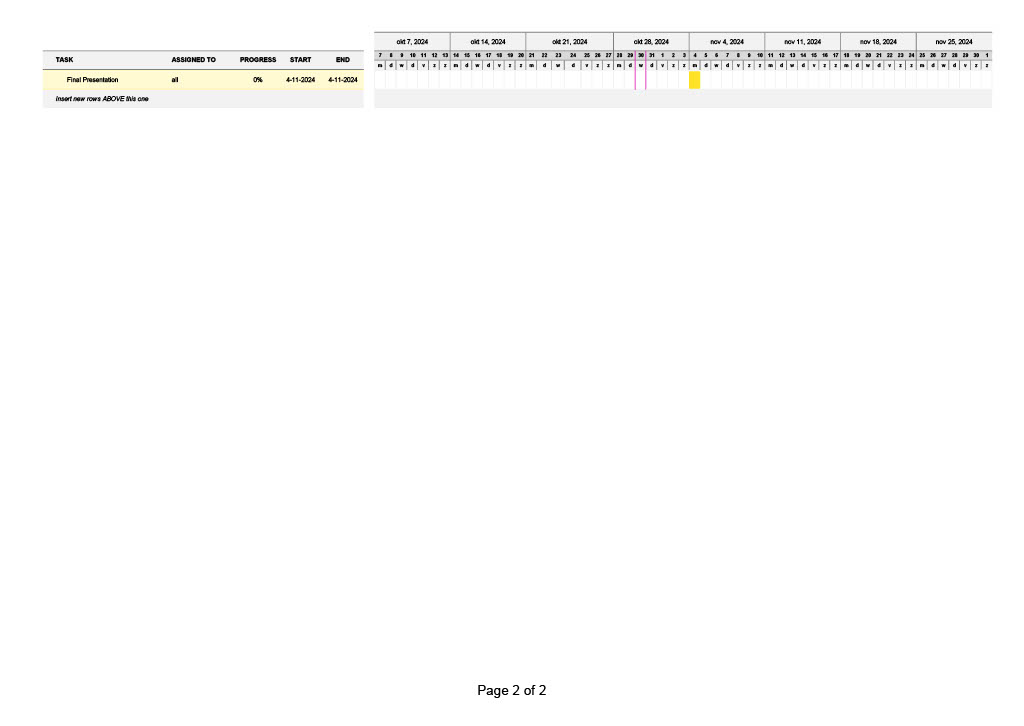 okt 7, 2024 okt 14, 2024 okt 21, 2024 okt 28, 2024 nov 4, 2024 nov 11, 2024 nov 18, 2024 nov 25, 2024
7 8 9 10 11 12 13 14 15 16 17 18 19 20 21 22 23 24 25 26 27 28 29 30 31 1 2 3 4 5 6 7 8 9 10 11 12 13 14 15 16 17 18 19 20 21 22 23 24 25 26 27 28 29 30 1
TASK ASSIGNED TO PROGRESS START END
m d w d v z z m d w d v z z m d w d v z z m d w d v z z m d w d v z z m d w d v z z m d w d v z z m d w d v z z
Final Presentation all 0% 4-11-2024 4-11-2024
Insert new rows ABOVE this one
Page 2 of 2